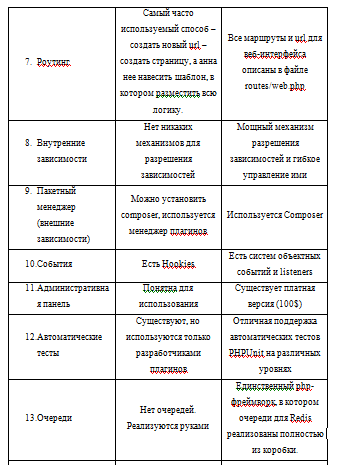 7. Роутинг.
Самый часто
используемый способ –
создать новый url –
создать страницу, а анна
нее навесить шаблон, в
котором разместить всю
логику.
Все маршруты и url для
веб-интерфейса
описаны в файле
routes/web.php
8. Внутренние
зависимости
Нет никаких
механизмов для
разрешения
зависимостей
Мощный механизм
разрешения
зависимостей и гибкое
управление ими
9. Пакетный
менеджер
(внешние
зависимости)
Можно установить
composer, используется
менеджер плагинов
Используется Composer
10.События
Есть Hookies
Есть систем объектных
событий и listeners
11.Административна
я панель
Понятна для
использования
Существует платная
версия (100$)
12.Автоматические
тесты
Существуют, но
используются только
разработчиками
плагинов
Отличная поддержка
автоматических тестов
PHPUnit на различных
уровнях
13.Очереди
Нет очередей.
Реализуются руками
Единственный php-
фреймворк, в котором
очереди для Redis
реализованы полностью
из коробки.